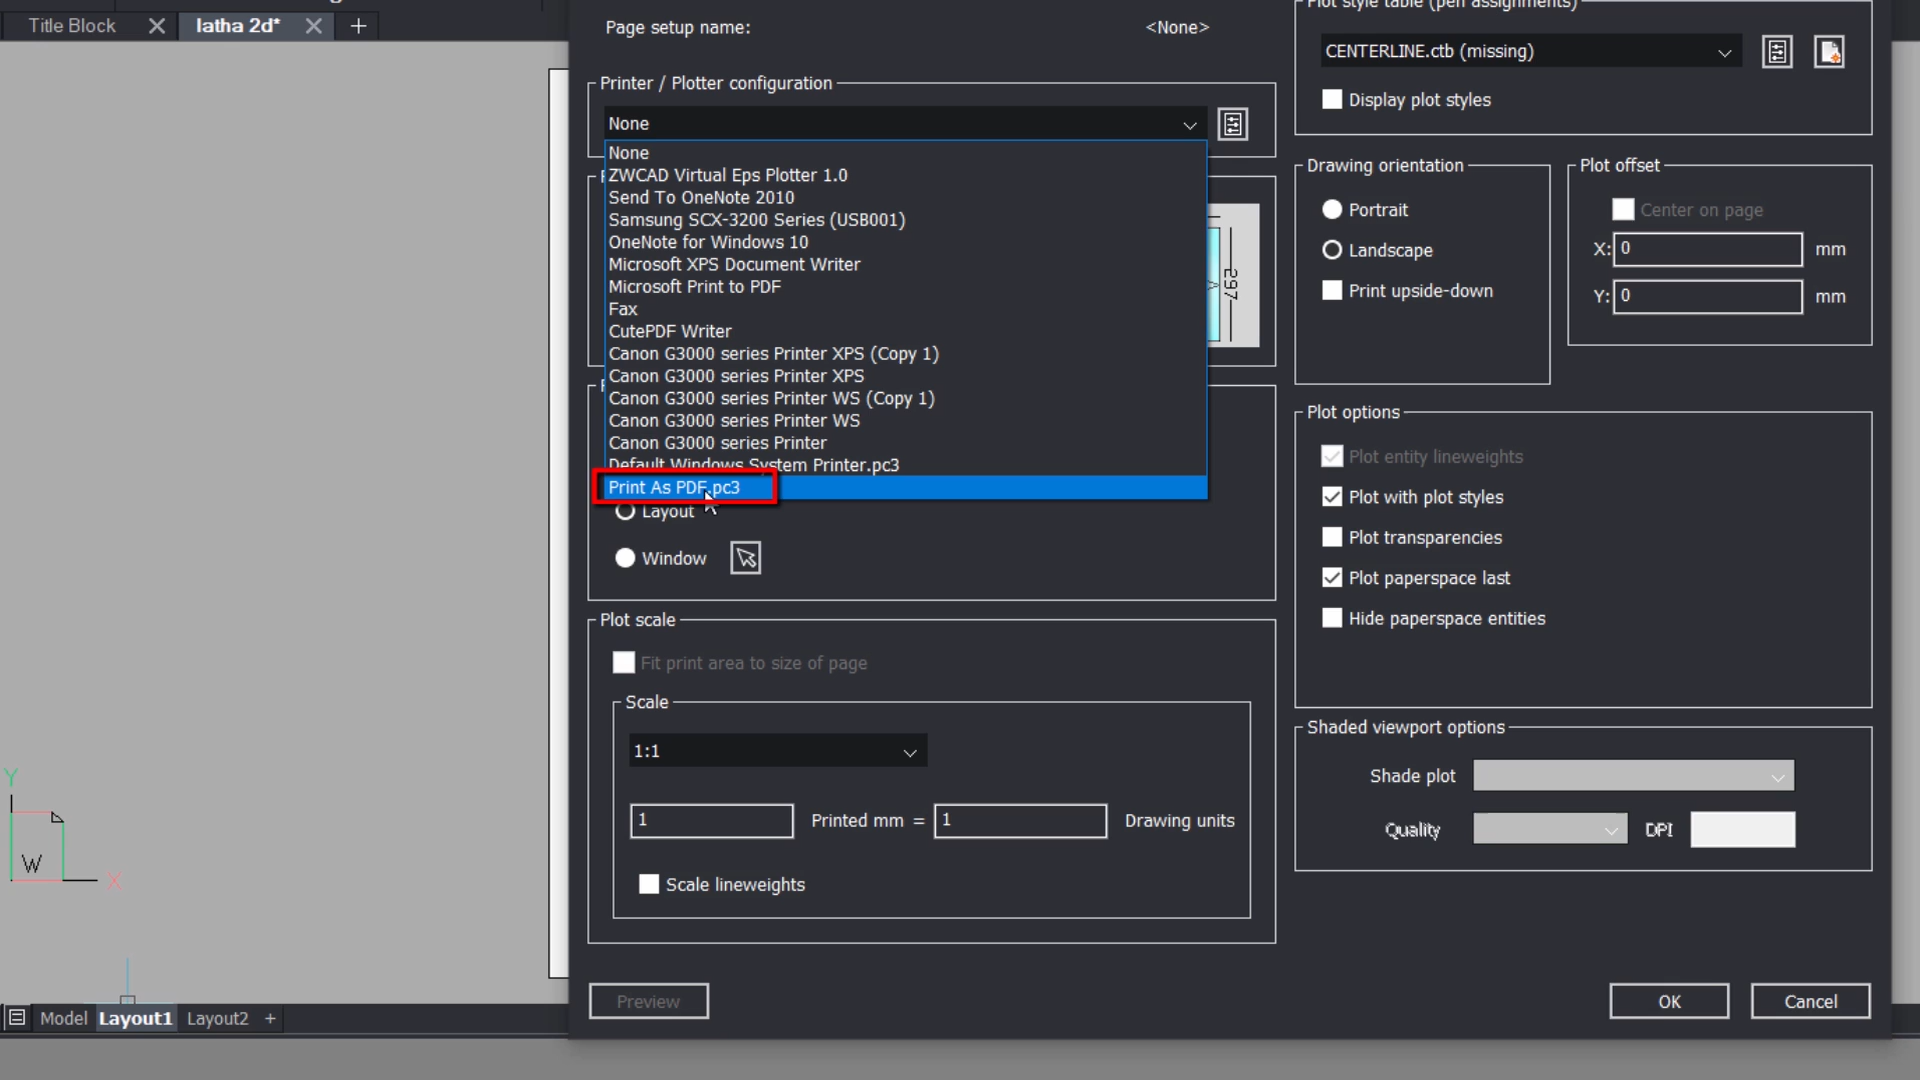 Title Block
latha 2d*
Page setup name:
<None>
Plot style table (pen assignments)
CENTERLINE.ctb (missing)
Display plot styles
Printer / Plotter configuration
None
None
ZWCAD Virtual Eps Plotter 1.0
Send To OneNote 2010
Samsung SCX-3200 Series (USB001)
OneNote for Windows 10
Microsoft XPS Document Writer
Microsoft Print to PDF
Fax
CutePDF Writer
Canon G3000 series Printer XPS (Copy 1)
Canon G3000 series Printer XPS
Canon G3000 series Printer WS (Copy 1)
Canon G3000 series Printer WS
Canon G3000 series Printer
Default Windows System Printer.pc3
Print As PDF.pc3
297
Layout
Window
Drawing orientation
Portrait
Landscape
Print upside-down
Plot offset
Center on page
X: 0 mm
Y: 0 mm
Plot options
Plot entity lineweights
Plot with plot styles
Plot transparencies
Plot paperspace last
Hide paperspace entities
Plot scale
Fit print area to size of page
Scale
1:1
1 Printed mm = 1 Drawing units
Scale lineweights
Shaded viewport options
Shade plot
Quality DPI
Y
W
X
Preview
OK
Cancel
Model Layout1 Layout2 +